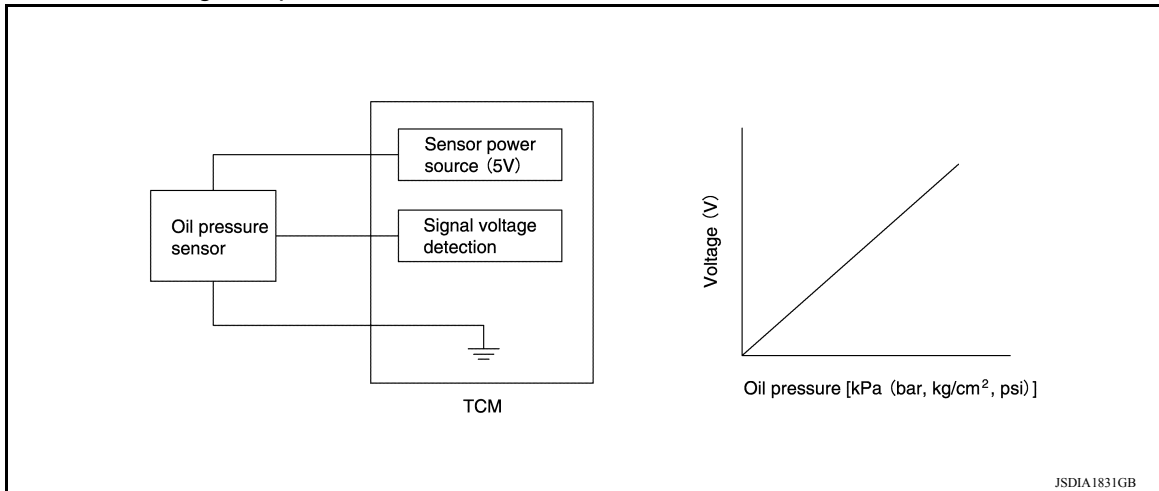 Sensor power
source (5V)
Oil pressure
sensor
Signal voltage
detection
TCM
Voltage (V)
Oil pressure [kPa (bar, kg/cm², psi)]
JSDIA1831GB